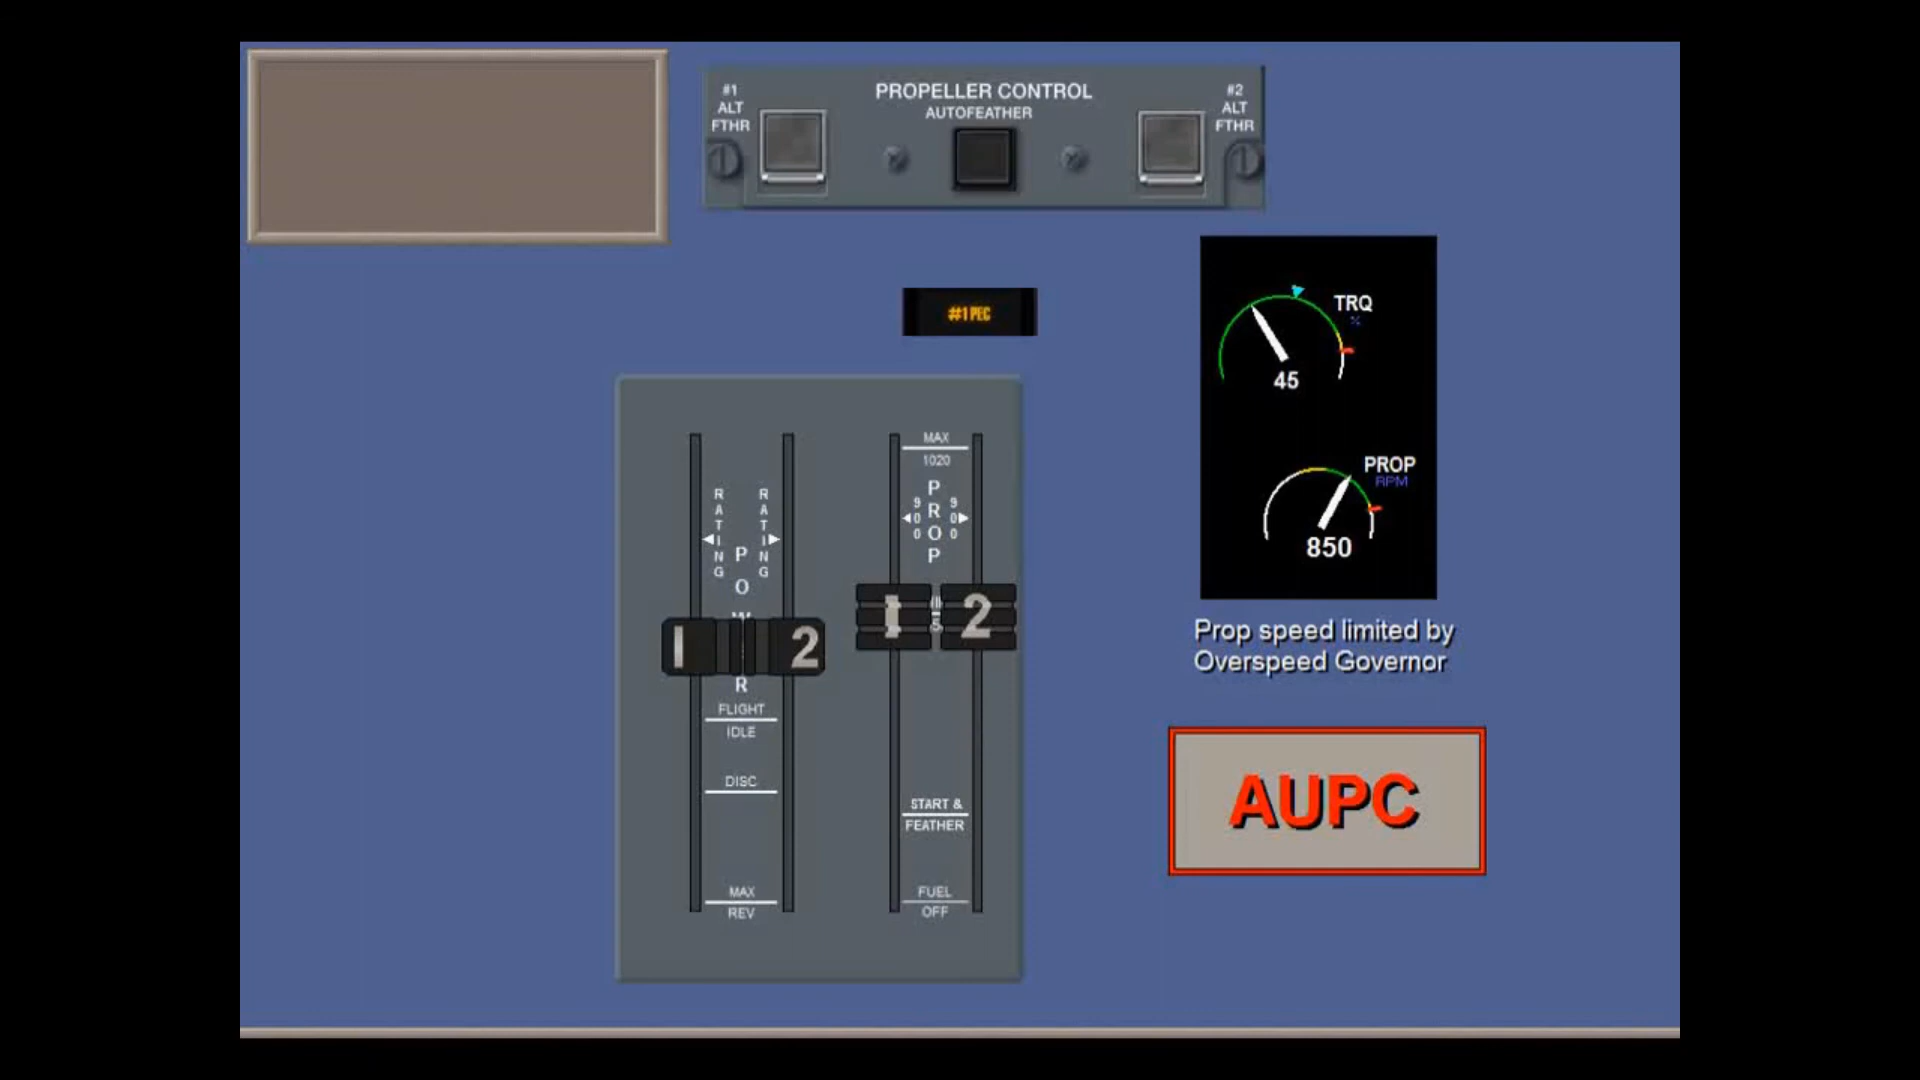 #1
ALT
FTHR
PROPELLER CONTROL
AUTOFEATHER
#2
ALT
FTHR
#1 PEC
TRQ
%
45
PROP
RPM
850
Prop speed limited by
Overspeed Governor
AUPC
RATING
RATING
POWER
1
2
FLIGHT
IDLE
DISC
MAX
REV
MAX
1020
PROP
900
900
1
2
START &
FEATHER
FUEL
OFF